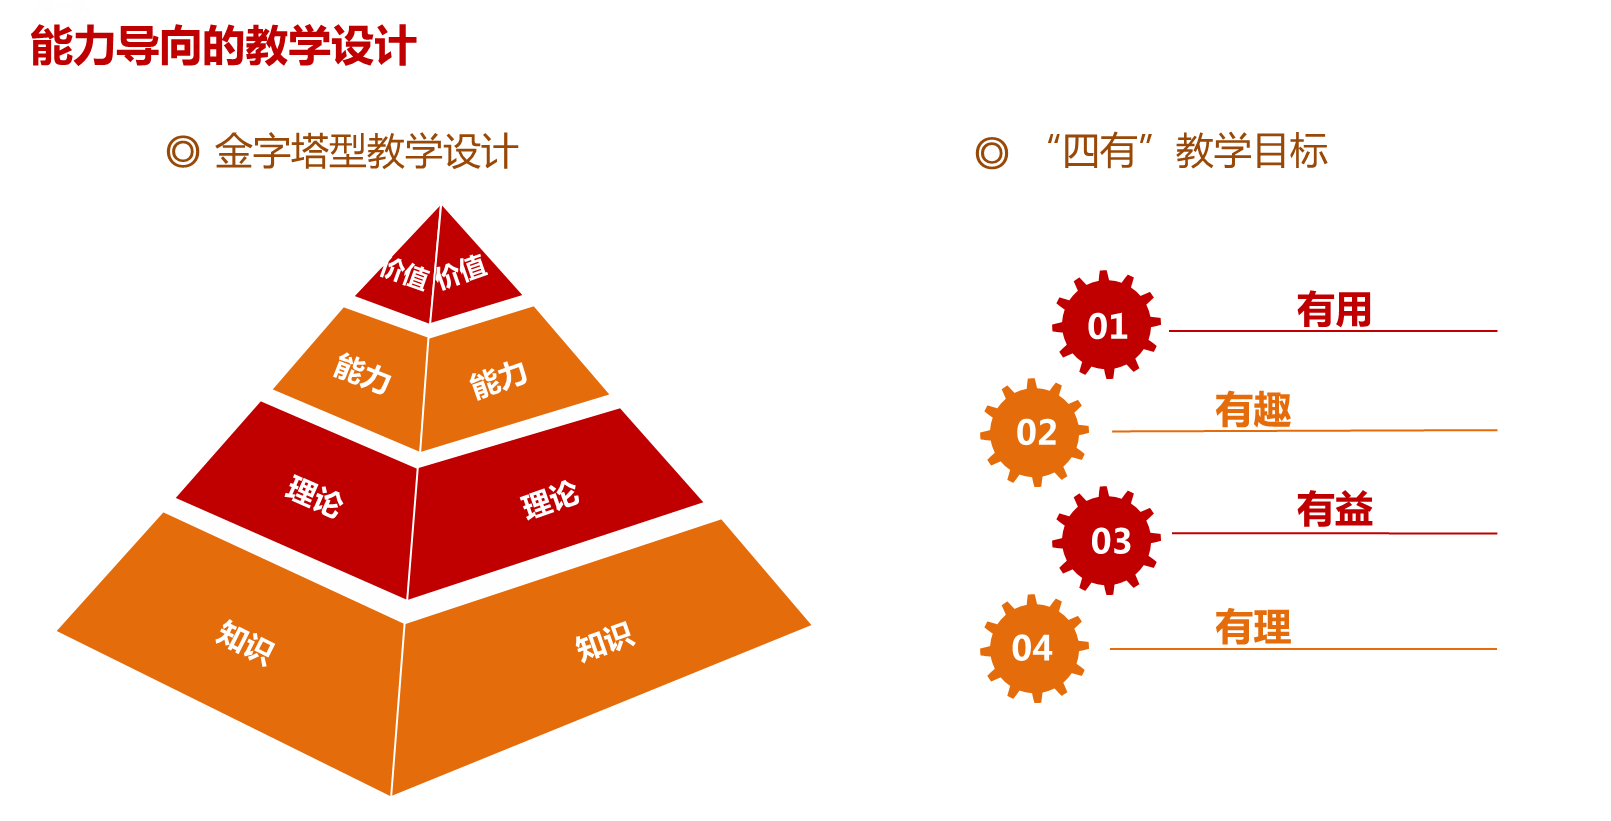 能力导向的教学设计
◎ 金字塔型教学设计
价值 价值
能力 能力
理论 理论
知识 知识
◎ “四有”教学目标
01 有用
02 有趣
03 有益
04 有理